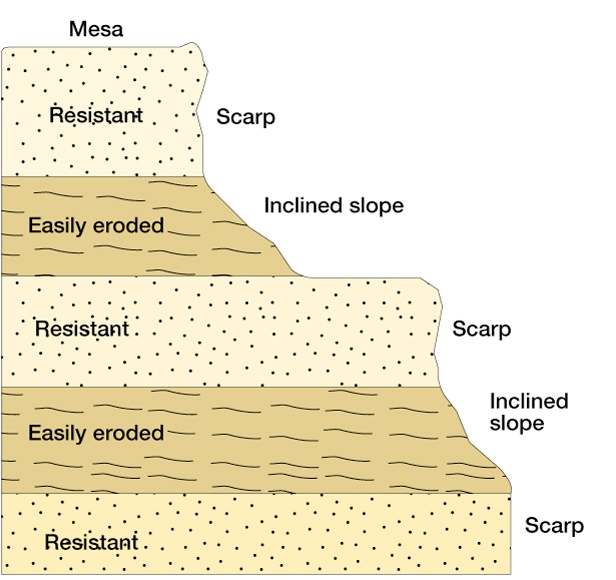 Mesa
Resistant
Scarp
Inclined slope
Easily eroded
Resistant
Scarp
Inclined
slope
Easily eroded
Scarp
Resistant